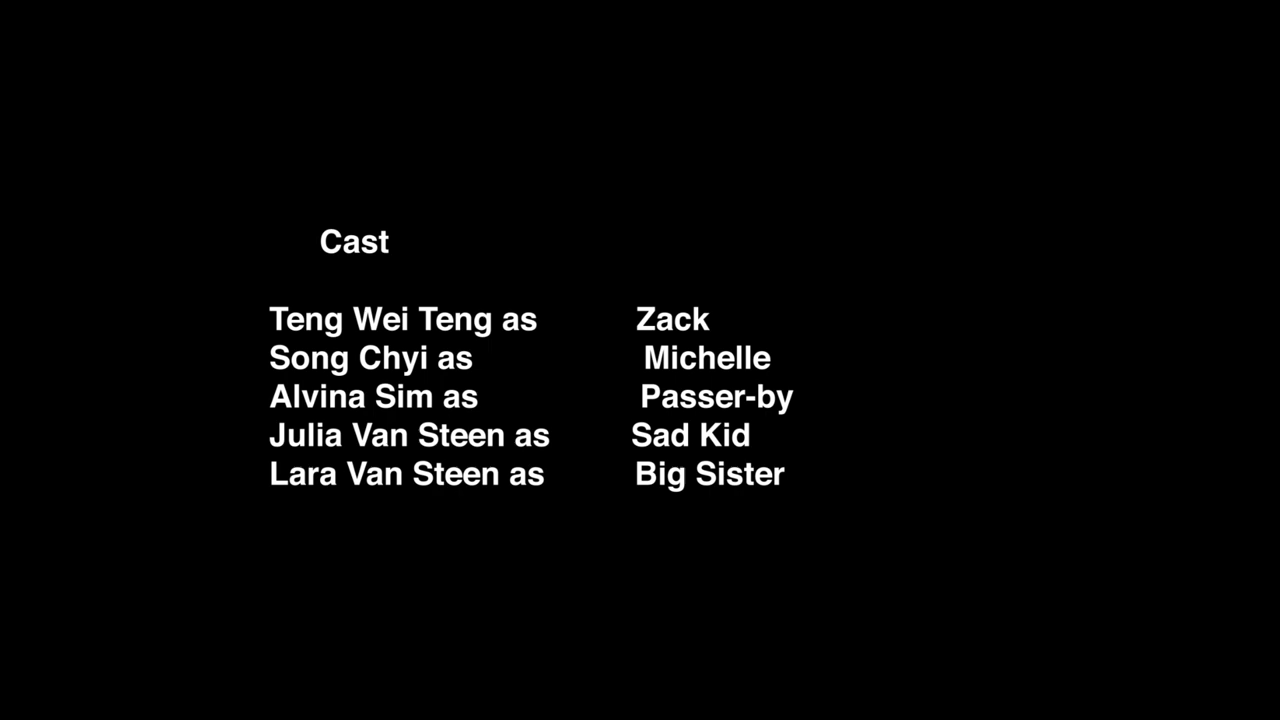 Cast
Teng Wei Teng as Zack
Song Chyi as Michelle
Alvina Sim as Passer-by
Julia Van Steen as Sad Kid
Lara Van Steen as Big Sister